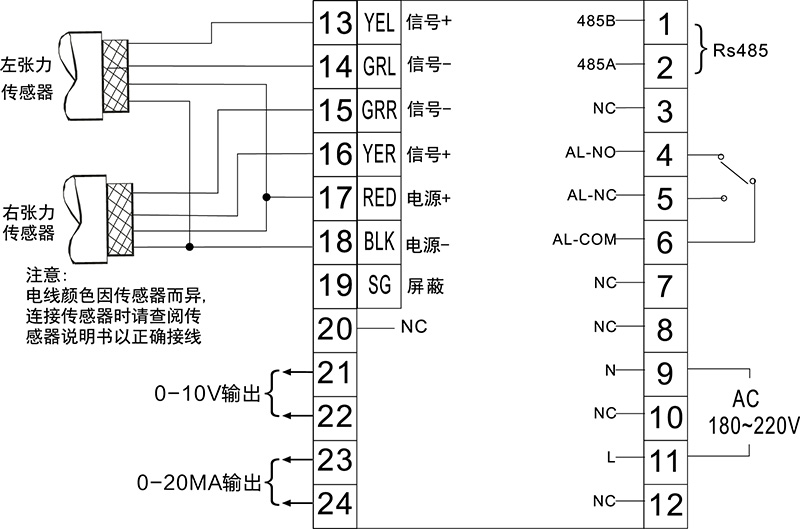 左张力
传感器
右张力
传感器
注意:
电线颜色因传感器而异,
连接传感器时请查阅传
感器说明书以正确接线
13 YEL 信号+
14 GRL 信号-
15 GRR 信号-
16 YER 信号+
17 RED 电源+
18 BLK 电源-
19 SG 屏蔽
20 NC
0-10V输出
21
22
0-20MA输出
23
24
485B 1
485A 2
Rs485
NC 3
AL-NO 4
AL-NC 5
AL-COM 6
NC 7
NC 8
N 9
NC 10
L 11
NC 12
AC
180~220V